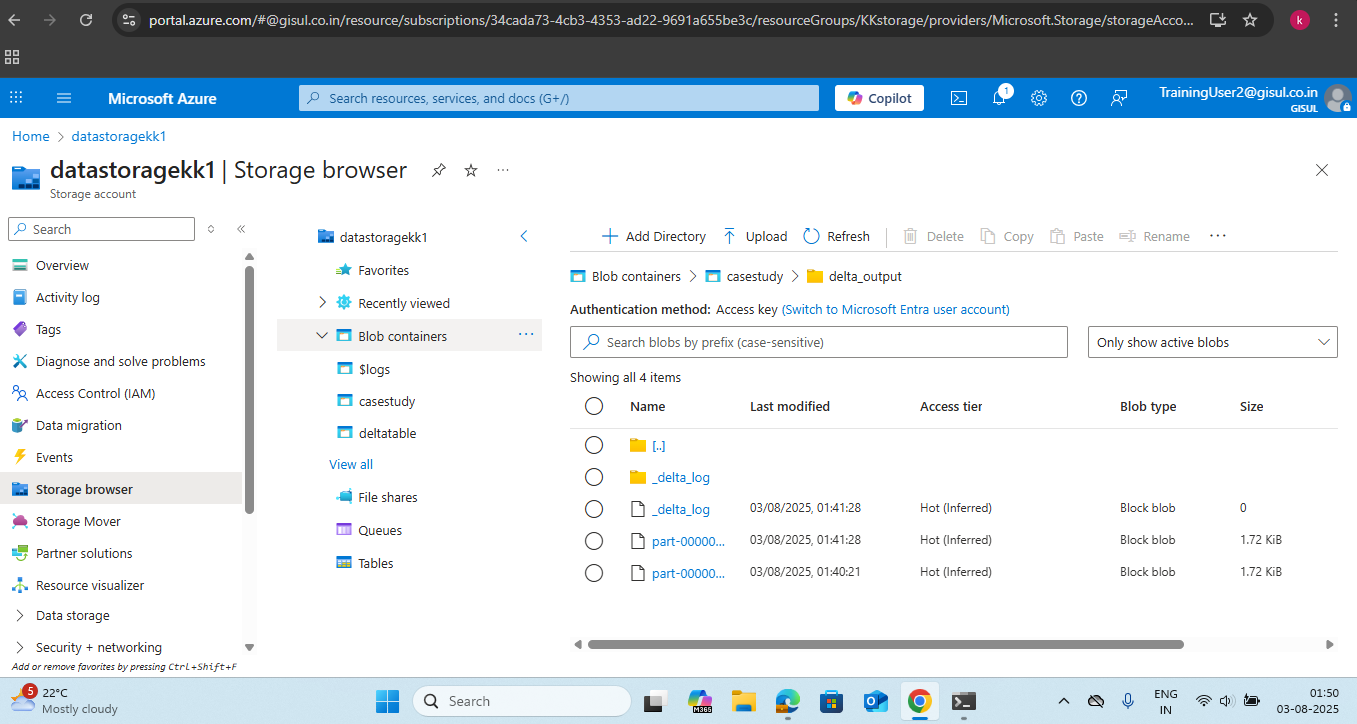 portal.azure.com/#@gisul.co.in/resource/subscriptions/34cada73-4cb3-4353-ad22-9691a655be3c/resourceGroups/KKstorage/providers/Microsoft.Storage/storageAcco...
k
Microsoft Azure
Search resources, services, and docs (G+/)
Copilot
1
TrainingUser2@gisul.co.in
GISUL
Home > datastoragekk1
datastoragekk1 | Storage browser
Storage account
Search
Overview
Activity log
Tags
Diagnose and solve problems
Access Control (IAM)
Data migration
Events
Storage browser
Storage Mover
Partner solutions
Resource visualizer
Data storage
Security + networking
Add or remove favorites by pressing Ctrl+Shift+F
datastoragekk1
Favorites
Recently viewed
Blob containers
$logs
casestudy
deltatable
View all
File shares
Queues
Tables
Add Directory Upload Refresh Delete Copy Paste Rename
Blob containers > casestudy > delta_output
Authentication method: Access key (Switch to Microsoft Entra user account)
Search blobs by prefix (case-sensitive)
Only show active blobs
Showing all 4 items
Name Last modified Access tier Blob type Size
[..]
_delta_log
_delta_log 03/08/2025, 01:41:28 Hot (Inferred) Block blob 0
part-00000... 03/08/2025, 01:41:28 Hot (Inferred) Block blob 1.72 KiB
part-00000... 03/08/2025, 01:40:21 Hot (Inferred) Block blob 1.72 KiB
5
22°C
Mostly cloudy
Search
M365
ENG
IN
01:50
03-08-2025